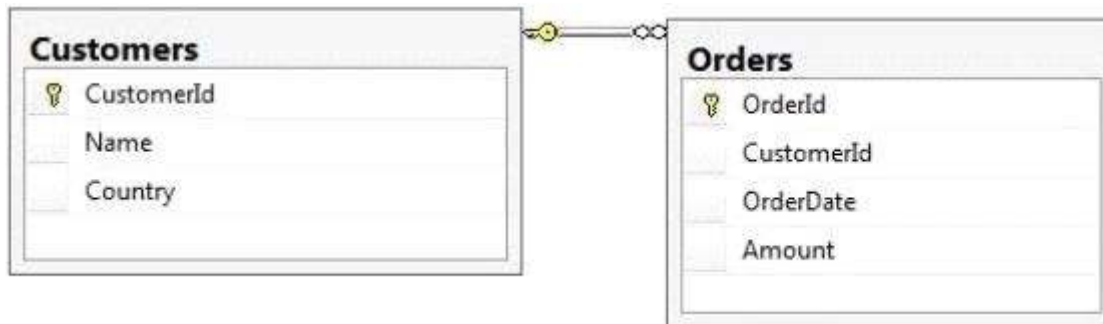 Customers
CustomerId
Name
Country
Orders
OrderId
CustomerId
OrderDate
Amount